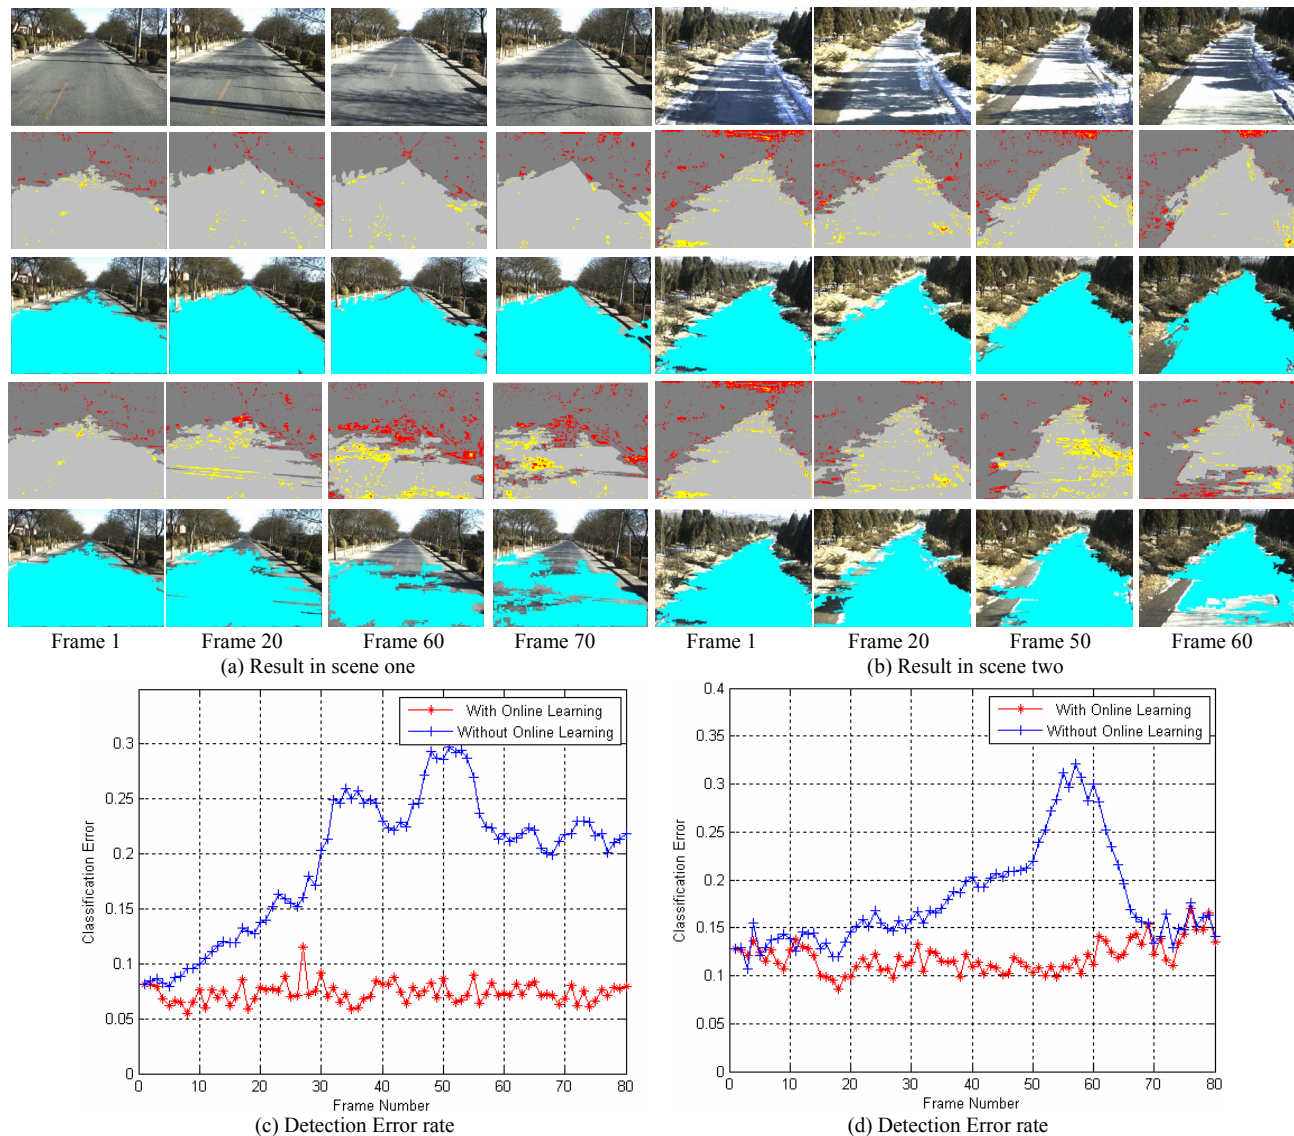 Frame 1 Frame 20 Frame 60 Frame 70 Frame 1 Frame 20 Frame 50 Frame 60
(a) Result in scene one (b) Result in scene two
With Online Learning
Without Online Learning
0.3
0.25
0.2
0.15
0.1
0.05
0
0 10 20 30 40 50 60 70 80
Classification Error
Frame Number
(c) Detection Error rate
With Online Learning
Without Online Learning
0.4
0.35
0.3
0.25
0.2
0.15
0.1
0.05
0
0 10 20 30 40 50 60 70 80
Classification Error
Frame Number
(d) Detection Error rate